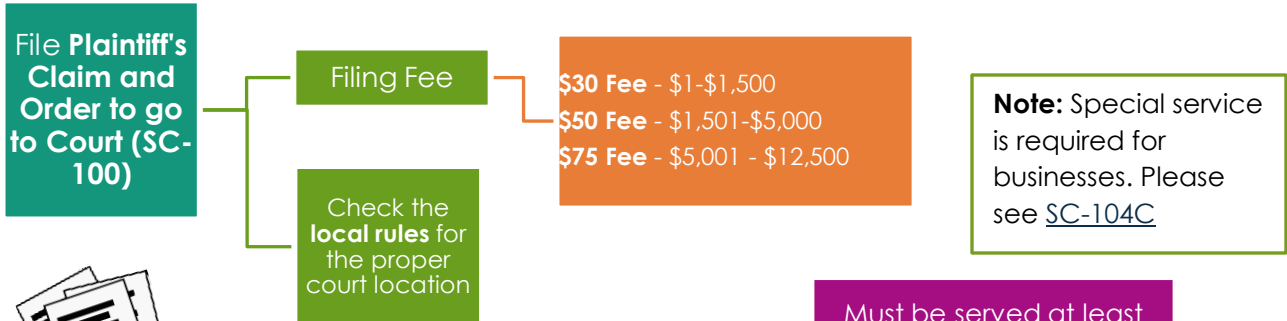 File Plaintiff's
Claim and
Order to go
to Court (SC-
100)
Filing Fee
$30 Fee - $1-$1,500
$50 Fee - $1,501-$5,000
$75 Fee - $5,001 - $12,500
Note: Special service
is required for
businesses. Please
see SC-104C
Check the
local rules for
the proper
court location
Must be served at least